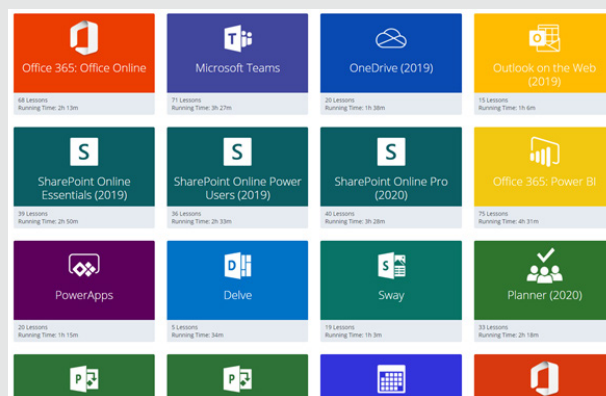 Office 365: Office Online
68 Lessons
Running Time: 2h 13m
Microsoft Teams
71 Lessons
Running Time: 3h 27m
OneDrive (2019)
20 Lessons
Running Time: 1h 38m
Outlook on the Web
(2019)
15 Lessons
Running Time: 1h 6m
S
SharePoint Online
Essentials (2019)
39 Lessons
Running Time: 2h 50m
S
SharePoint Online Power
Users (2019)
36 Lessons
Running Time: 2h 33m
S
SharePoint Online Pro
(2020)
40 Lessons
Running Time: 3h 28m
Office 365: Power BI
75 Lessons
Running Time: 4h 31m
PowerApps
20 Lessons
Running Time: 1h 15m
D
Delve
5 Lessons
Running Time: 34m
S
Sway
19 Lessons
Running Time: 1h 3m
Planner (2020)
33 Lessons
Running Time: 2h 18m
P
P